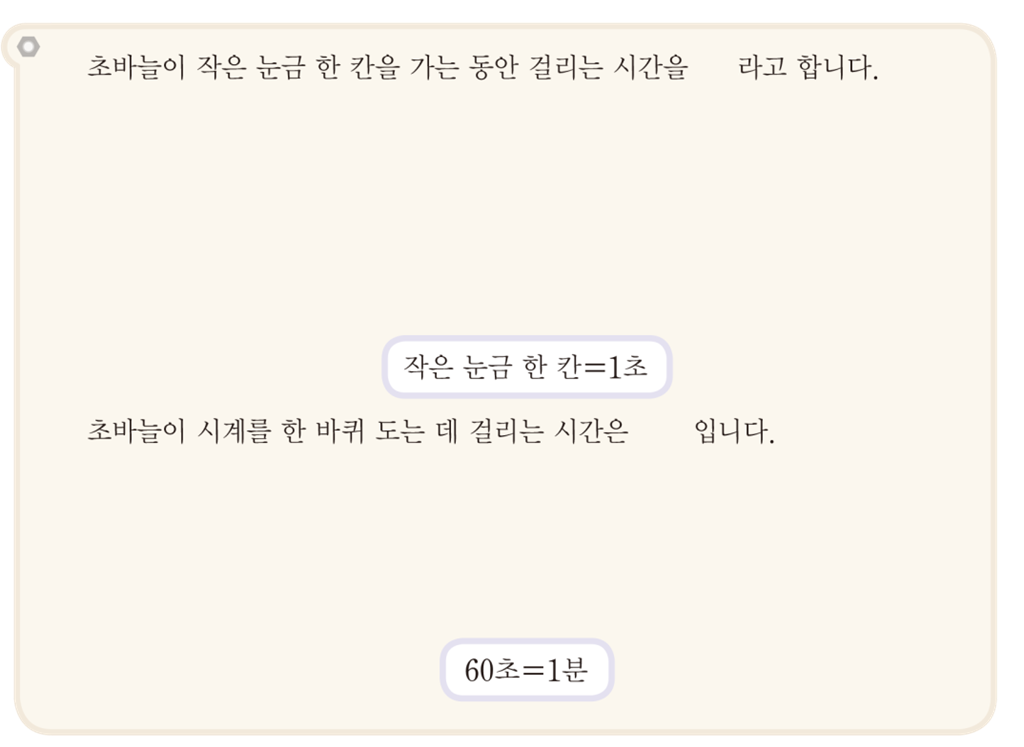 초바늘이 작은 눈금 한 칸을 가는 동안 걸리는 시간을 라고 합니다.
작은 눈금 한 칸=1초
초바늘이 시계를 한 바퀴 도는 데 걸리는 시간은 입니다.
60초=1분